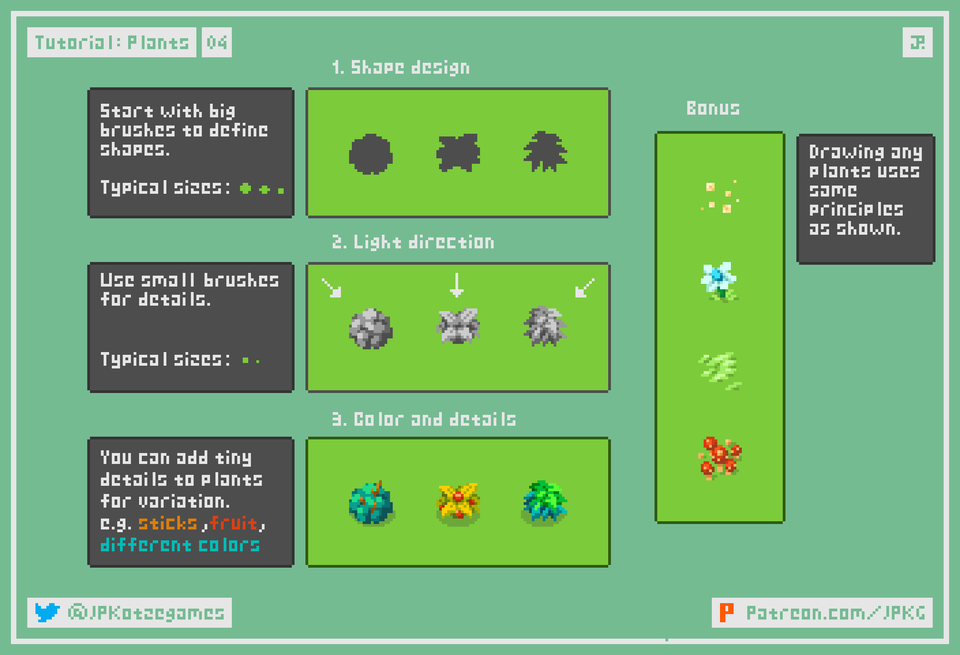 Tutorial: Plants 04
JP.
1. Shape design
Start with big
brushes to define
shapes.
Typical sizes:
2. Light direction
Use small brushes
for details.
Typical sizes:
3. Color and details
You can add tiny
details to plants
for variation.
e.g. sticks ,fruit,
different colors
Bonus
Drawing any
plants uses
same
principles
as shown.
@JPKotzegames
Patreon.com/JPKG